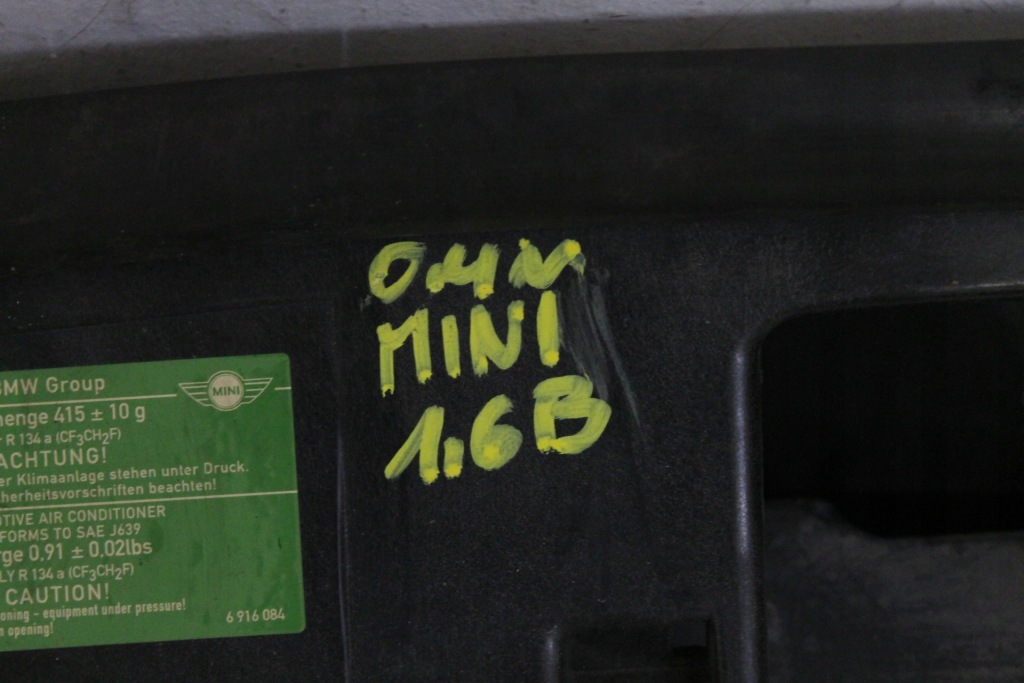 BMW Group
MINI
menge 415 ± 10 g
R 134 a (CF₃CH₂F)
ACHTUNG!
er Klimaanlage stehen unter Druck.
cherheitsvorschriften beachten!
OTIVE AIR CONDITIONER
FORMS TO SAE J639
rge 0,91 ± 0,02lbs
LY R 134 a (CF₃CH₂F)
CAUTION!
oning - equipment under pressure!
n opening!
6 916 084
MINI
1.6B